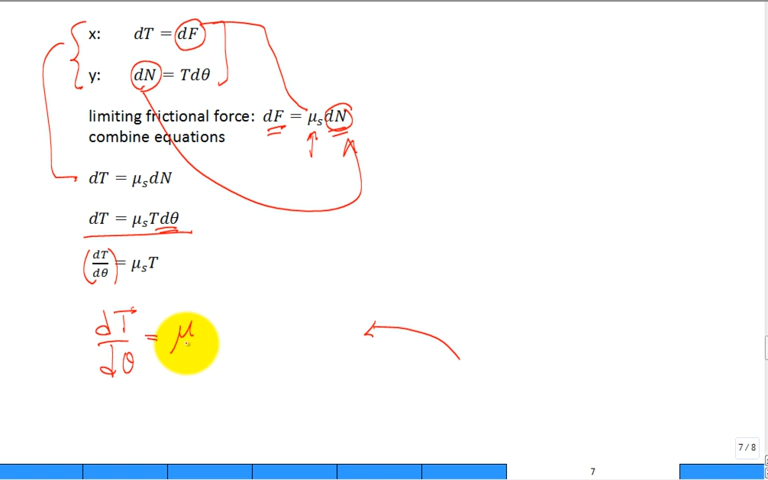 x: dT = dF
y: dN = Tdθ
limiting frictional force: dF = μₛdN
combine equations
dT = μₛdN
dT = μₛTdθ
dT/dθ = μₛT
dT/dθ = μ
7/8
7